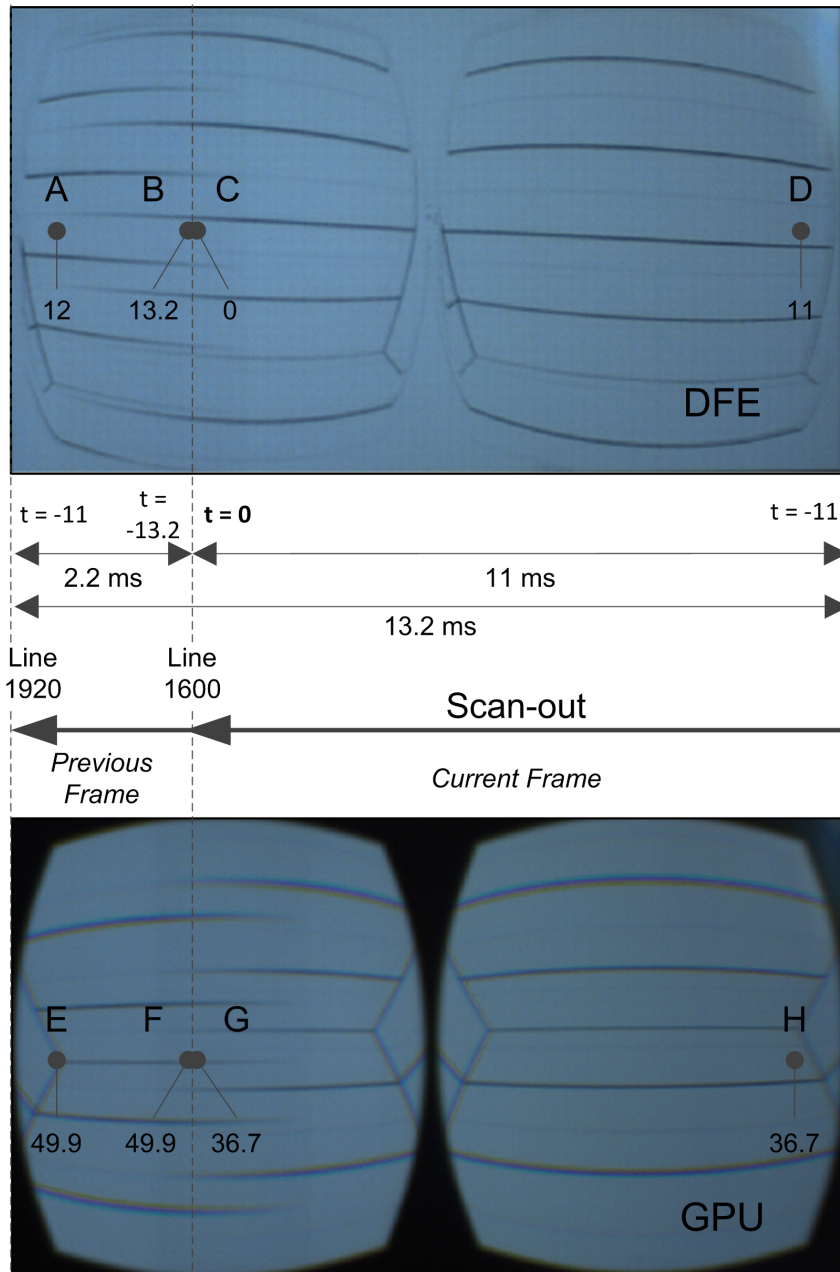 A
B
C
D
12
13.2
0
11
DFE
t = -11
t =
-13.2
t = 0
t = -11
2.2 ms
11 ms
13.2 ms
Line
1920
Line
1600
Scan-out
Previous
Frame
Current Frame
E
F
G
H
49.9
49.9
36.7
36.7
GPU